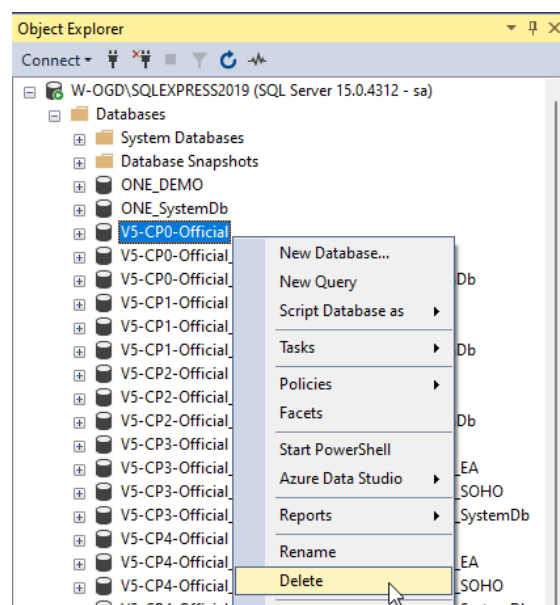 Object Explorer
Connect
W-OGD\SQLEXPRESS2019 (SQL Server 15.0.4312 - sa)
Databases
System Databases
Database Snapshots
ONE_DEMO
ONE_SystemDb
V5-CP0-Official
V5-CP0-Official_
V5-CP0-Official_ Db
V5-CP1-Official
V5-CP1-Official_
V5-CP1-Official_ Db
V5-CP2-Official
V5-CP2-Official_
V5-CP2-Official_ Db
V5-CP3-Official
V5-CP3-Official_ _EA
V5-CP3-Official_ _SOHO
V5-CP3-Official_ _SystemDb
V5-CP4-Official
V5-CP4-Official_ _EA
V5-CP4-Official_ _SOHO
New Database...
New Query
Script Database as
Tasks
Policies
Facets
Start PowerShell
Azure Data Studio
Reports
Rename
Delete